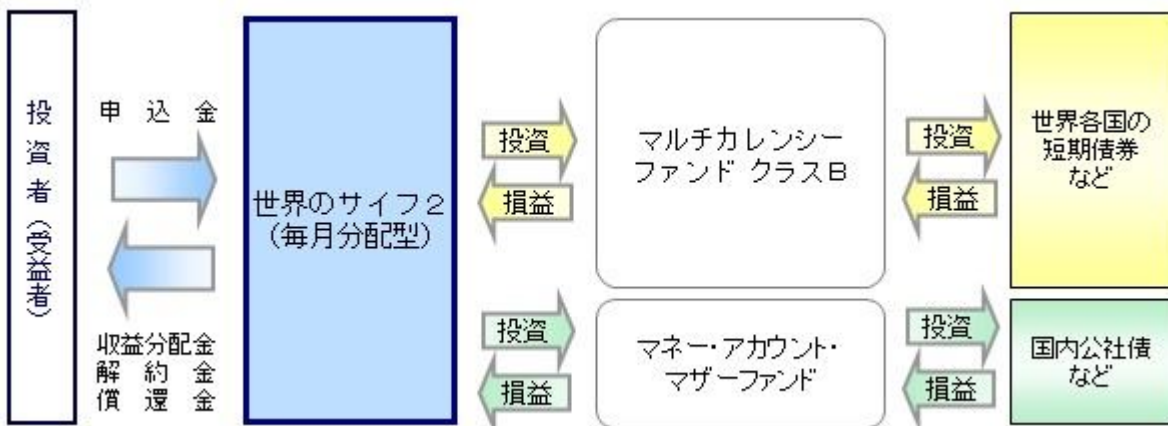 投資者（受益者）
申込金
収益分配金
解約金
償還金
世界のサイフ２
（毎月分配型）
投資
損益
マルチカレンシー
ファンド クラスＢ
投資
損益
世界各国の
短期債券
など
投資
損益
マネー・アカウント・
マザーファンド
投資
損益
国内公社債
など